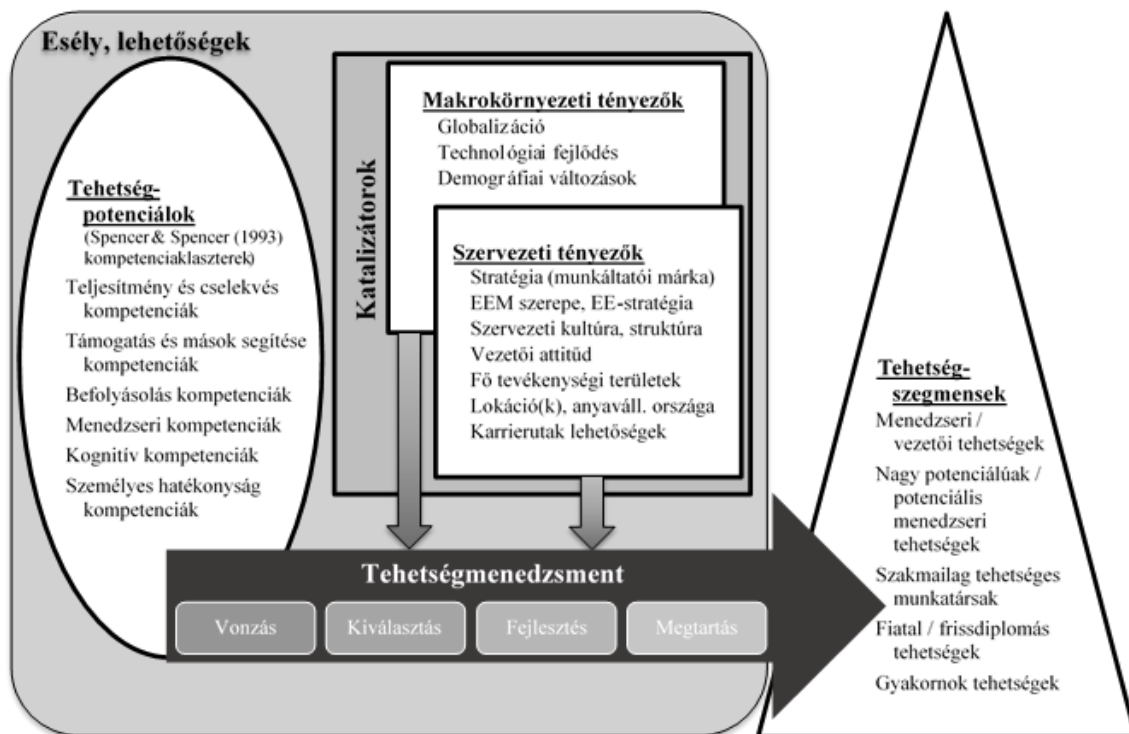 Esély, lehetőségek
Tehetség-
potenciálok
(Spencer & Spencer (1993)
kompetenciaklaszterek)
Teljesítmény és cselekvés
kompetenciák
Támogatás és mások segítése
kompetenciák
Befolyásolás kompetenciák
Menedzseri kompetenciák
Kognitív kompetenciák
Személyes hatékonyság
kompetenciák
Katalizátorok
Makrokörnyezeti tényezők
Globalizáció
Technológiai fejlődés
Demográfiai változások
Szervezeti tényezők
Stratégia (munkáltatói márka)
EEM szerepe, EE-stratégia
Szervezeti kultúra, struktúra
Vezetői attitűd
Fő tevékenységi területek
Lokáció(k), anyaváll. országa
Karrierutak lehetőségek
Tehetségmenedzsment
Vonzás
Kiválasztás
Fejlesztés
Megtartás
Tehetség-
szegmensek
Menedzseri /
vezetői tehetségek
Nagy potenciálúak /
potenciális
menedzseri
tehetségek
Szakmailag tehetséges
munkatársak
Fiatal / frissdiplomás
tehetségek
Gyakornok tehetségek